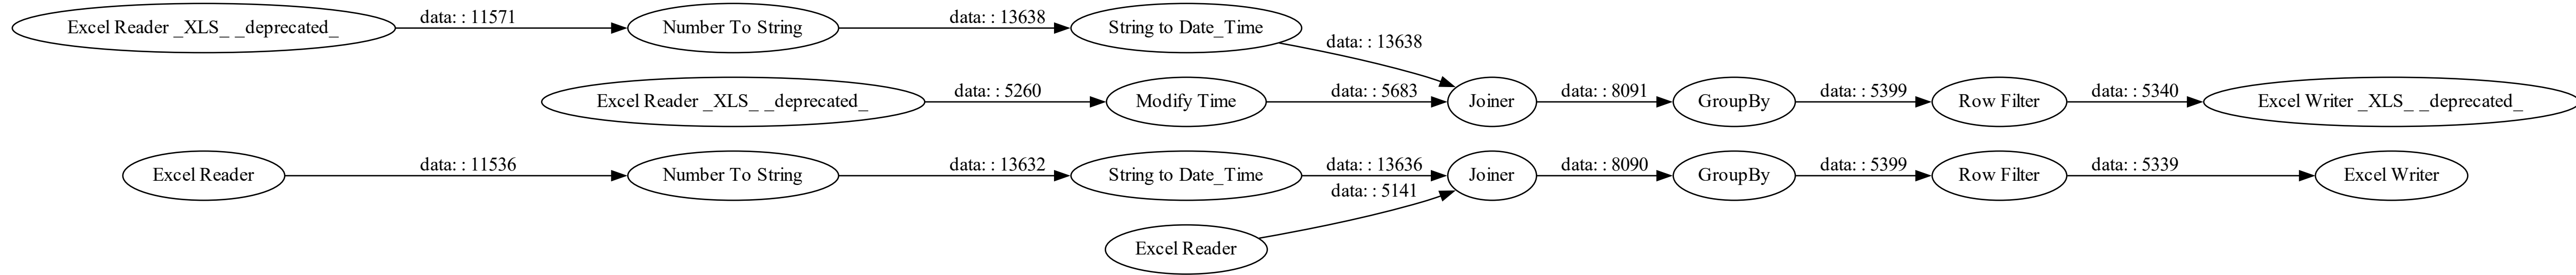 Excel Reader _XLS_ _deprecated_ data: : 11571 Number To String data: : 13638 String to Date_Time data: : 13638
Excel Reader _XLS_ _deprecated_ data: : 5260 Modify Time data: : 5683 Joiner data: : 8091 GroupBy data: : 5399 Row Filter data: : 5340 Excel Writer _XLS_ _deprecated_
Excel Reader data: : 11536 Number To String data: : 13632 String to Date_Time data: : 13636 Joiner data: : 8090 GroupBy data: : 5399 Row Filter data: : 5339 Excel Writer
data: : 5141
Excel Reader